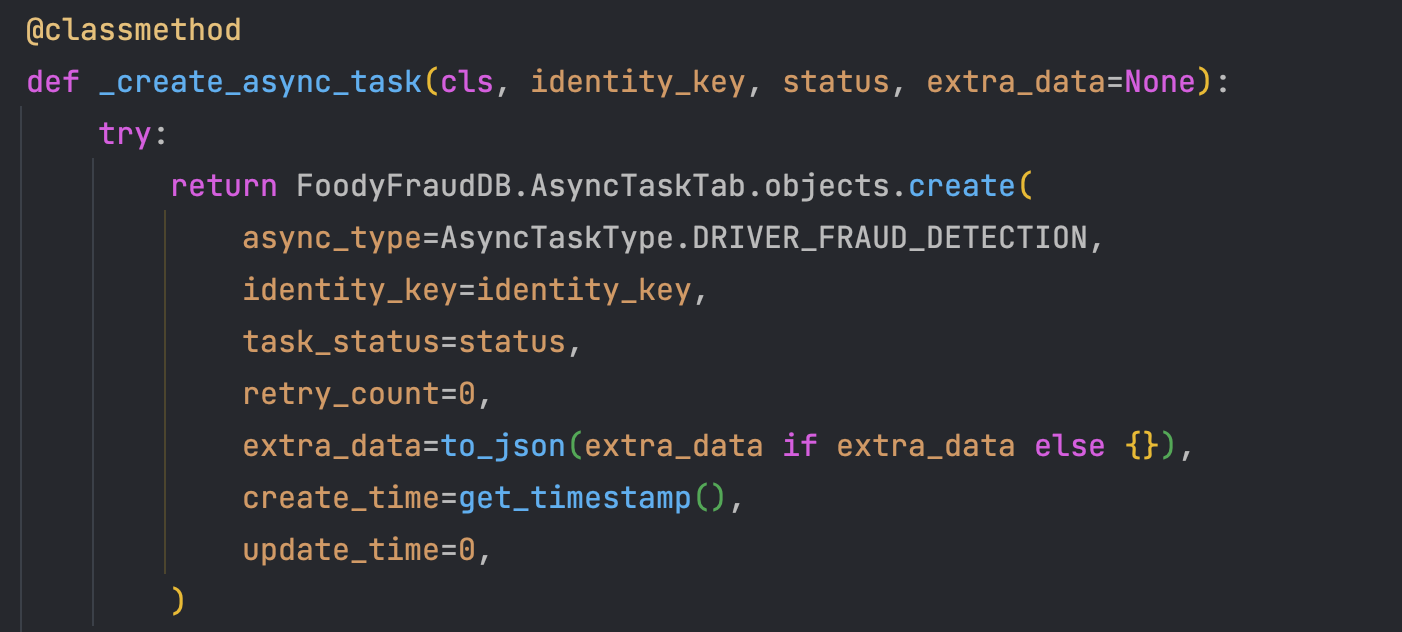 @classmethod
def _create_async_task(cls, identity_key, status, extra_data=None):
    try:
        return FoodyFraudDB.AsyncTaskTab.objects.create(
            async_type=AsyncTaskType.DRIVER_FRAUD_DETECTION,
            identity_key=identity_key,
            task_status=status,
            retry_count=0,
            extra_data=to_json(extra_data if extra_data else {}),
            create_time=get_timestamp(),
            update_time=0,
        )